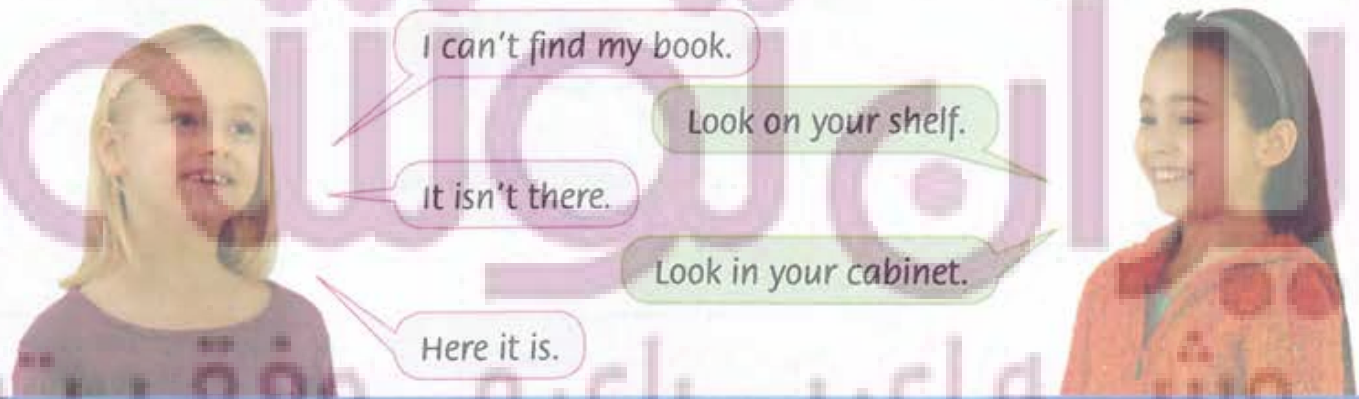 I can't find my book.
Look on your shelf.
It isn't there.
Look in your cabinet.
Here it is.